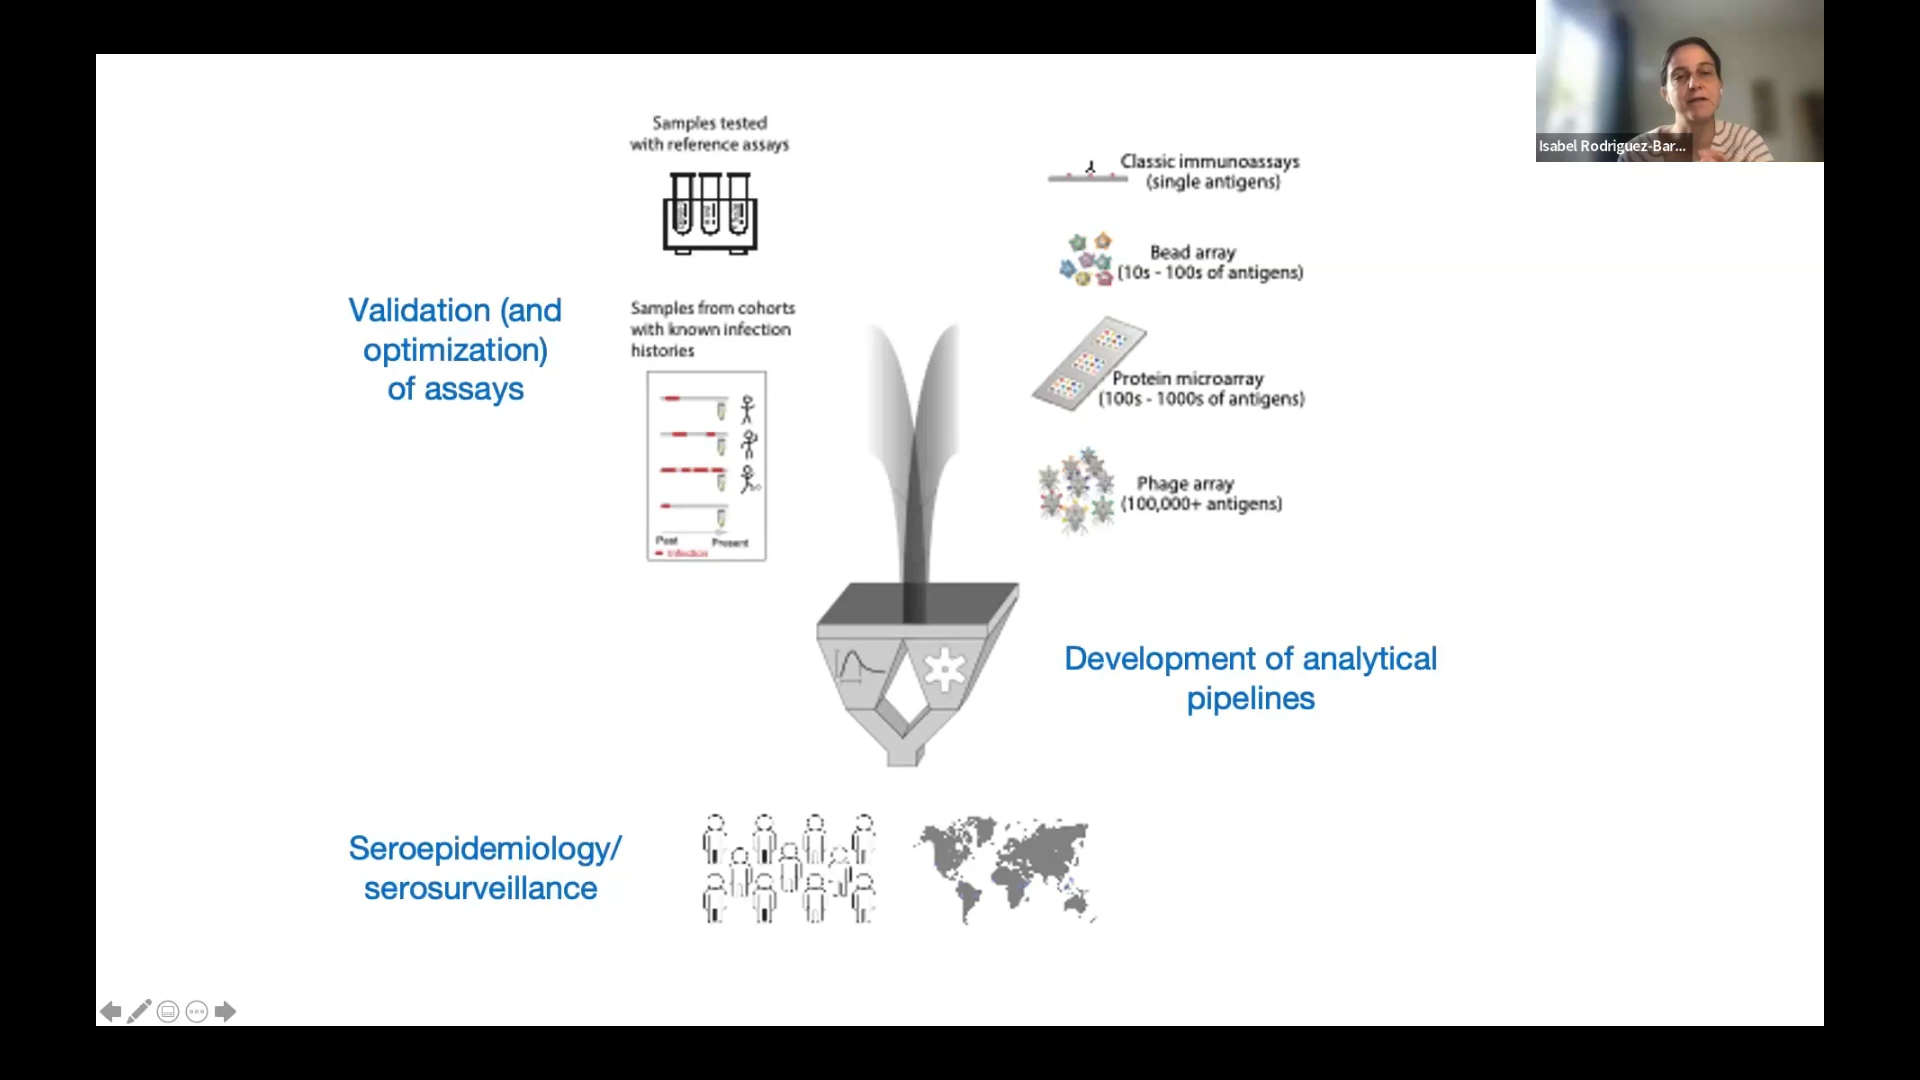 Isabel Rodriguez-Bar...
Samples tested
with reference assays
Classic immunoassays
(single antigens)
Bead array
(10s - 100s of antigens)
Validation (and
optimization)
of assays
Samples from cohorts
with known infection
histories
Past
Present
Infection
Protein microarray
(100s - 1000s of antigens)
Phage array
(100,000+ antigens)
Development of analytical
pipelines
Seroepidemiology/
serosurveillance